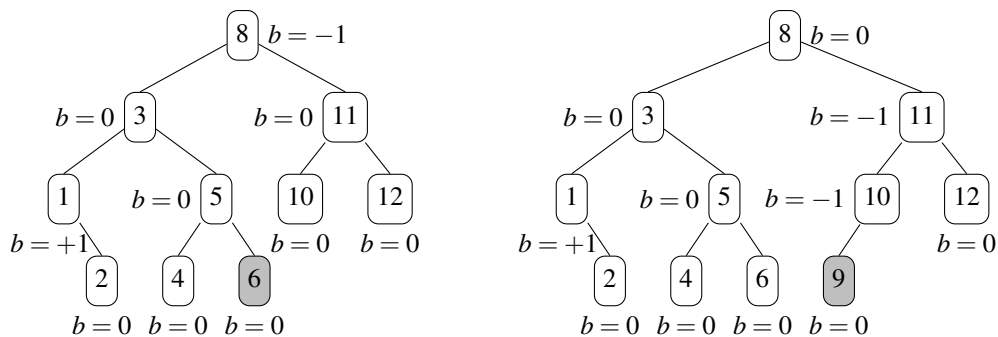 8 b = −1
b = 0 3 b = 0 11
1 b = 0 5 10 12
b = +1 b = 0 b = 0
2 4 6
b = 0 b = 0 b = 0
8 b = 0
b = 0 3 b = −1 11
1 b = 0 5 b = −1 10 12
b = +1 b = 0
2 4 6 9
b = 0 b = 0 b = 0 b = 0